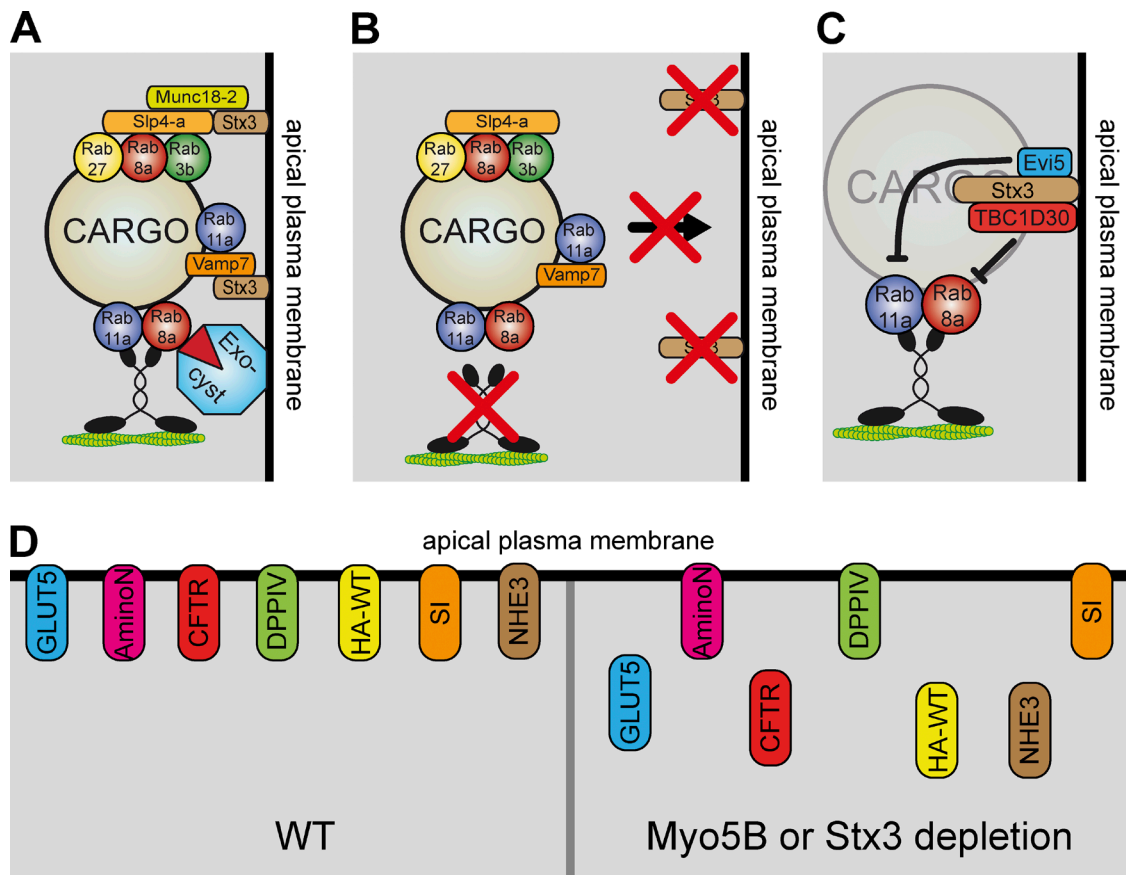 A
Munc18-2
Slp4-a
Stx3
Rab
27
Rab
8a
Rab
3b
CARGO
Rab
11a
Vamp7
Stx3
Rab
11a
Rab
8a
Exo-
cyst
apical plasma membrane
B
Slp4-a
Rab
27
Rab
8a
Rab
3b
CARGO
Rab
11a
Vamp7
Rab
11a
Rab
8a
apical plasma membrane
C
CARGO
Evi5
Stx3
TBC1D30
Rab
11a
Rab
8a
apical plasma membrane
D
apical plasma membrane
GLUT5
AminoN
CFTR
DPPIV
HA-WT
SI
NHE3
WT
GLUT5
AminoN
CFTR
DPPIV
HA-WT
NHE3
SI
Myo5B or Stx3 depletion